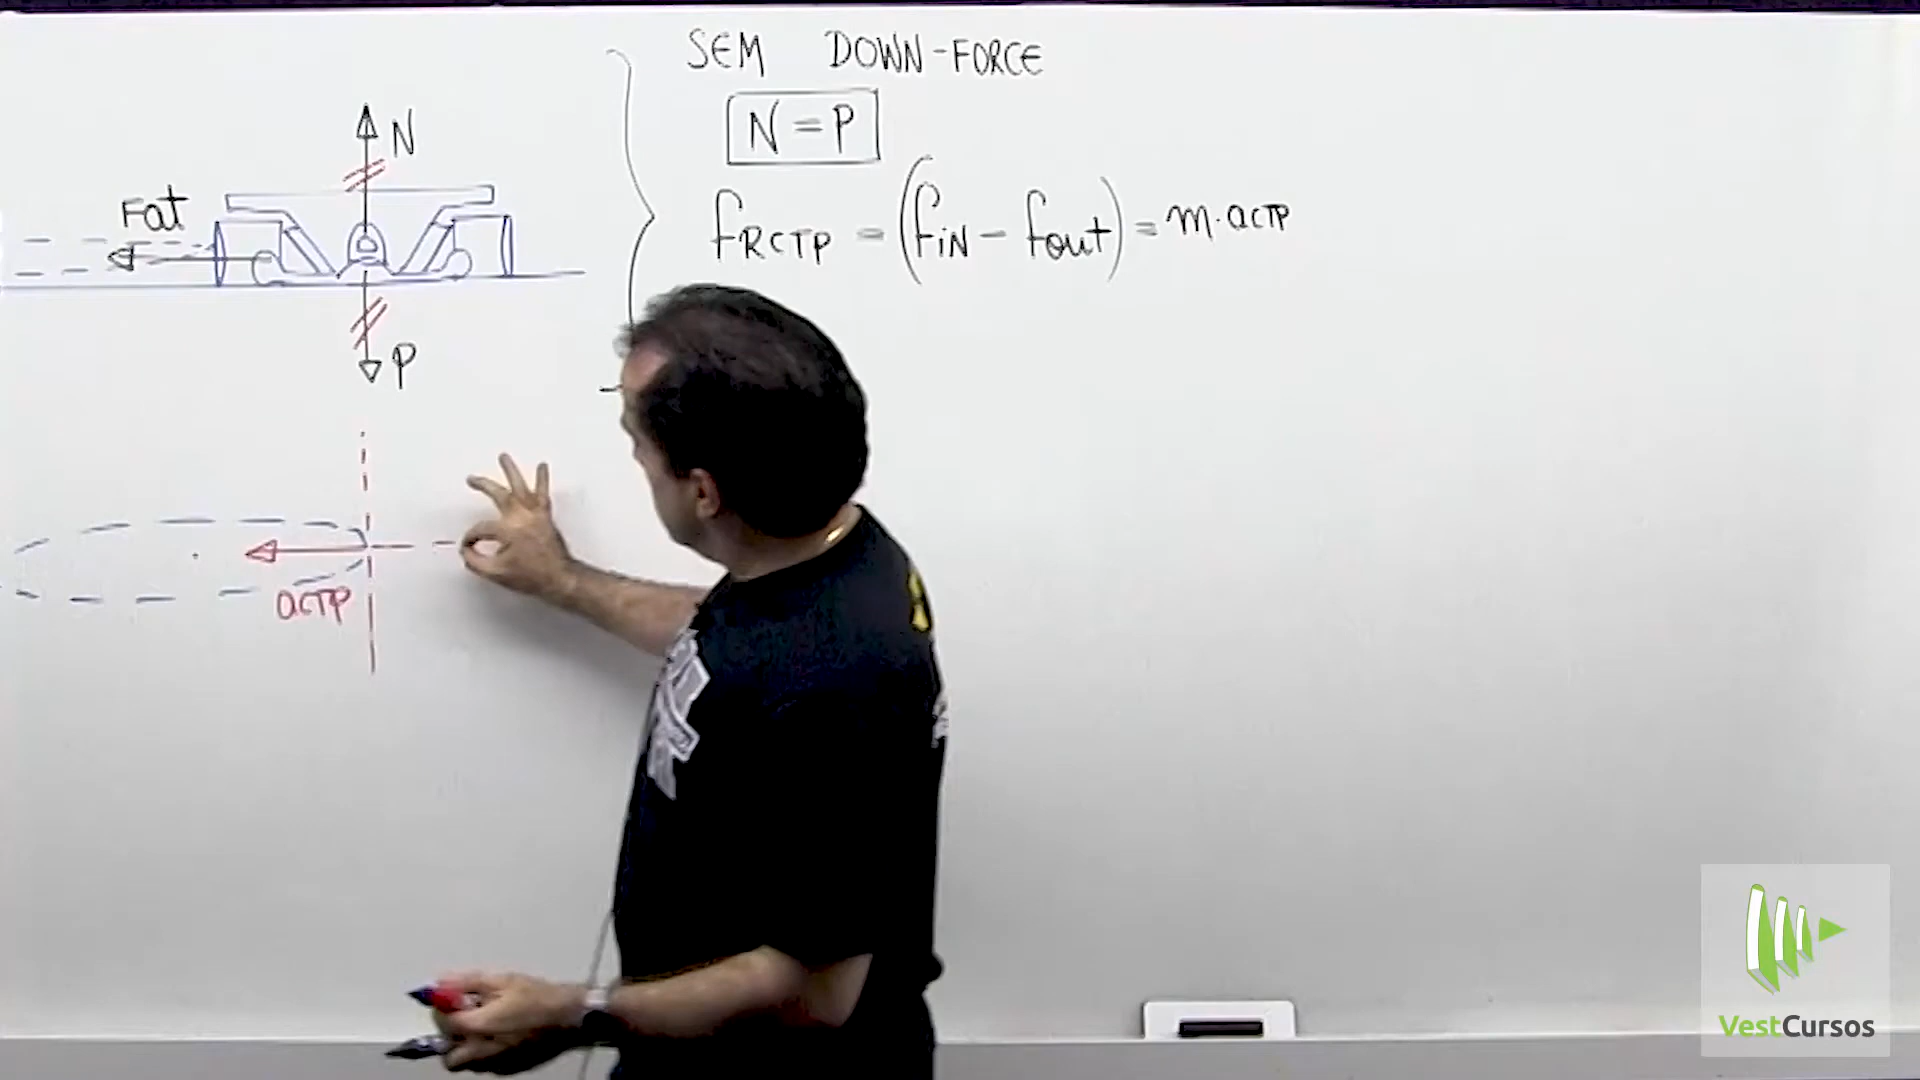 SEM DOWN-FORCE
N = P
FRCTP = (FiN - Fout) = m.aCTP
N
Fat
P
aCTP
VestCursos